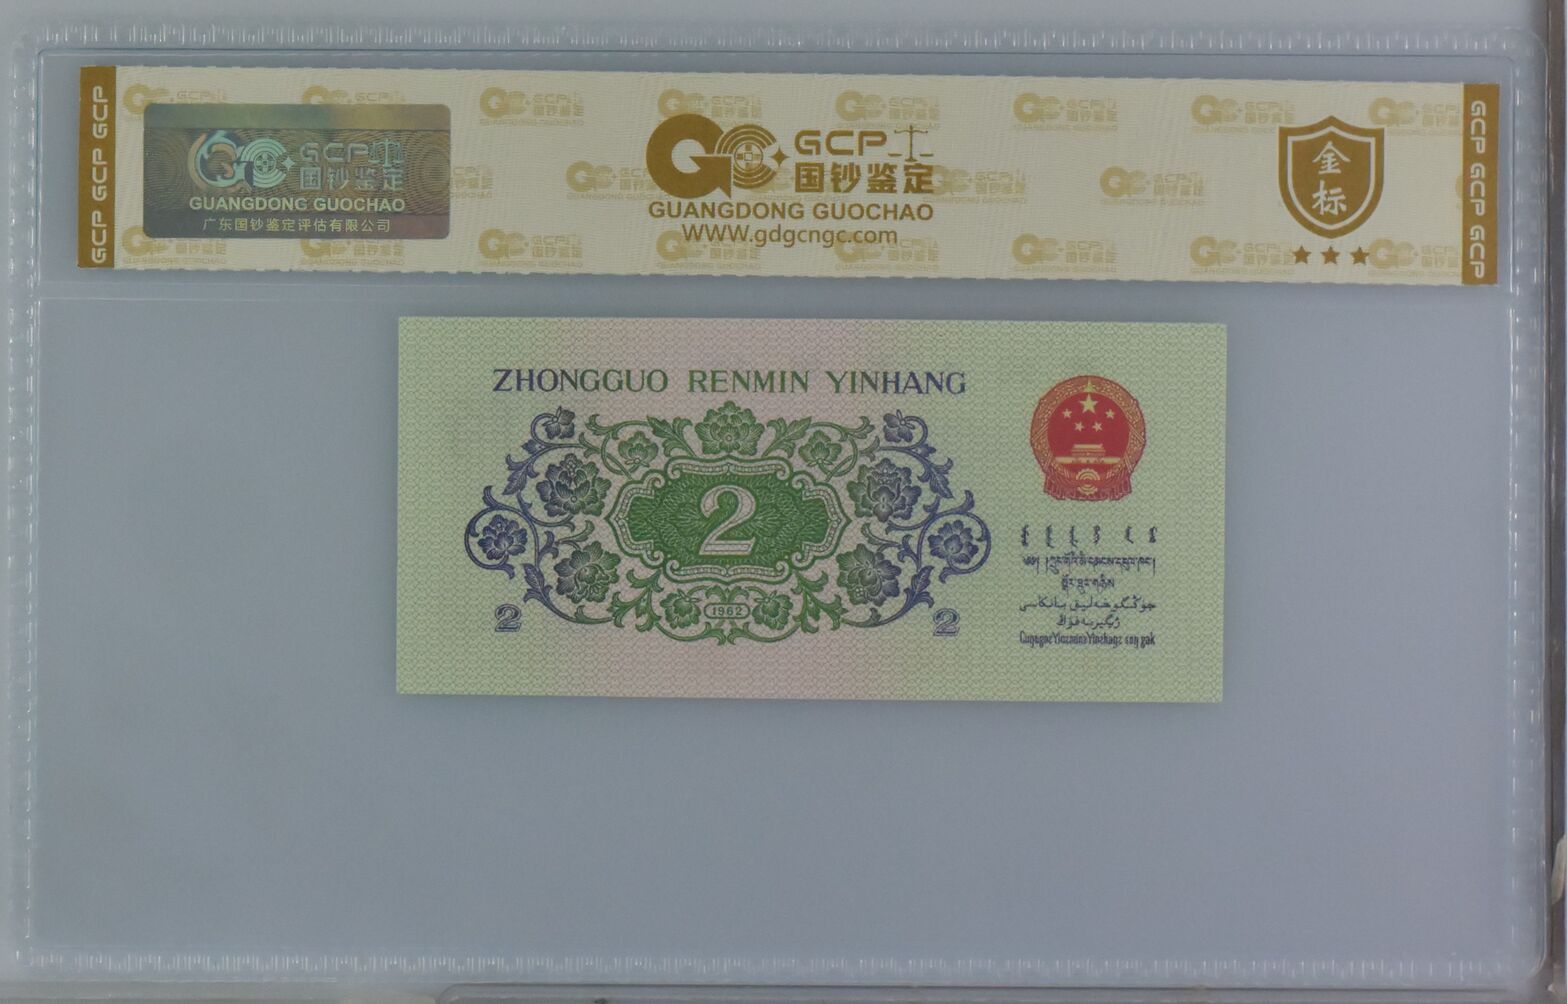 GCP GCP GCP
GCP
国钞鉴定
GUANGDONG GUOCHAO
广东国钞鉴定评估有限公司
GCP
国钞鉴定
GUANGDONG GUOCHAO
WWW.gdgcngc.com
金
标
GCP GCP GCP
ZHONGGUO RENMIN YINHANG
2
2
1962
2